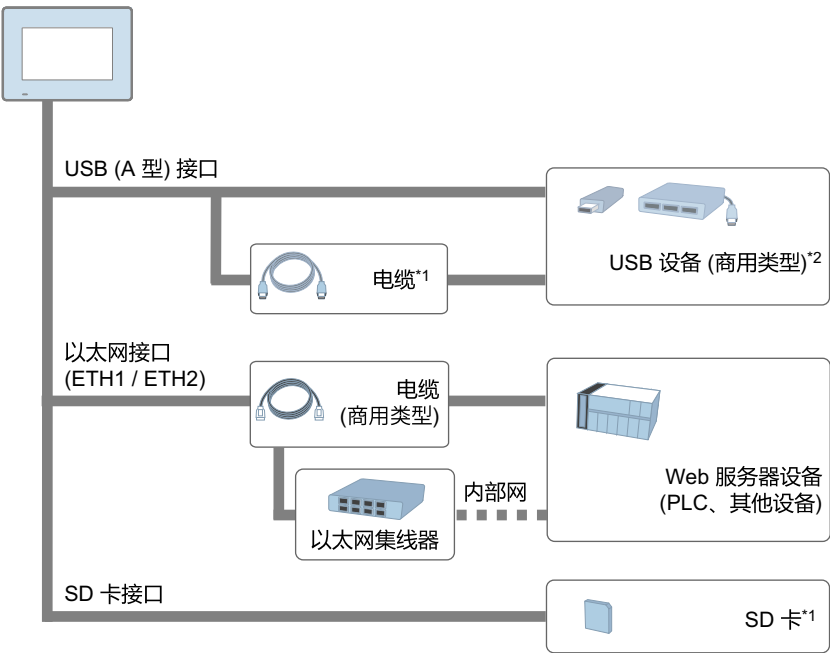 USB (A 型) 接口
USB 设备 (商用类型)*2
电缆*1
以太网接口
(ETH1 / ETH2)
电缆
(商用类型)
Web 服务器设备
(PLC、其他设备)
内部网
以太网集线器
SD 卡接口
SD 卡*1